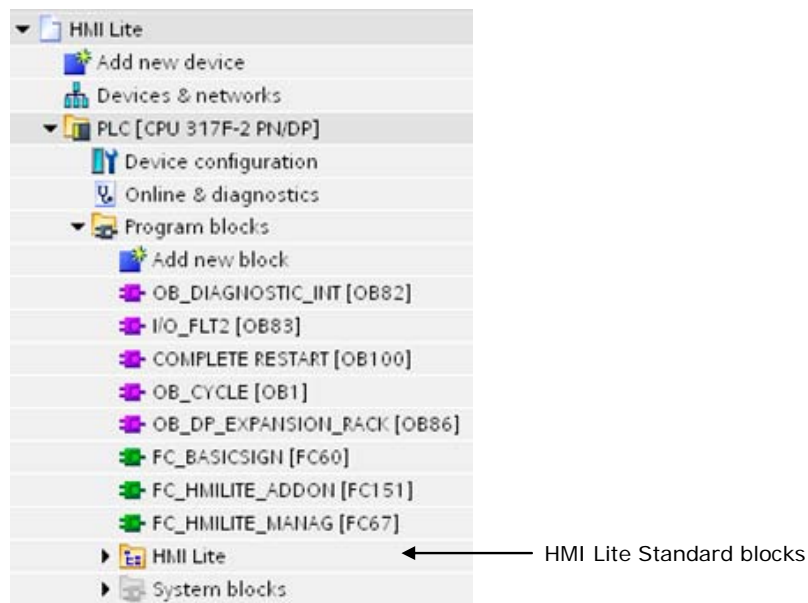 HMI Lite
Add new device
Devices & networks
PLC [CPU 317F-2 PN/DP]
Device configuration
Online & diagnostics
Program blocks
Add new block
OB_DIAGNOSTIC_INT [OB82]
I/O_FLT2 [OB83]
COMPLETE RESTART [OB100]
OB_CYCLE [OB1]
OB_DP_EXPANSION_RACK [OB86]
FC_BASICSIGN [FC60]
FC_HMILITE_ADDON [FC151]
FC_HMILITE_MANAG [FC67]
HMI Lite HMI Lite Standard blocks
System blocks